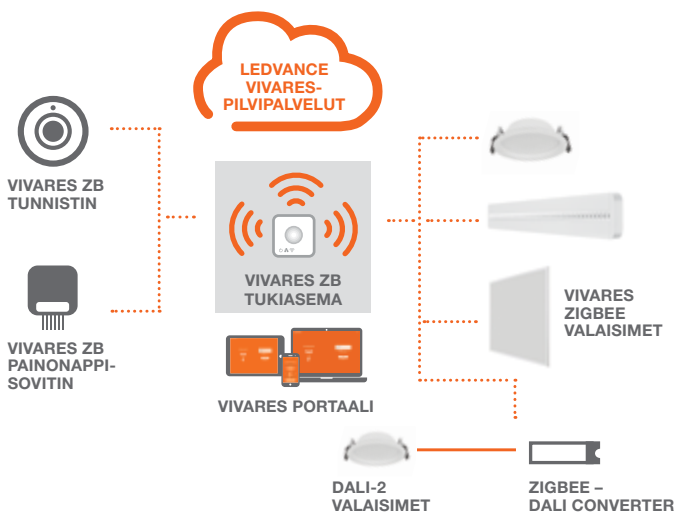 LEDVANCE
VIVARES-
PILVIPALVELUT
VIVARES ZB
TUNNISTIN
VIVARES ZB
TUKIASEMA
VIVARES
ZIGBEE
VALAISIMET
VIVARES ZB
PAINONAPPI-
SOVITIN
VIVARES PORTAALI
DALI-2
VALAISIMET
ZIGBEE –
DALI CONVERTER